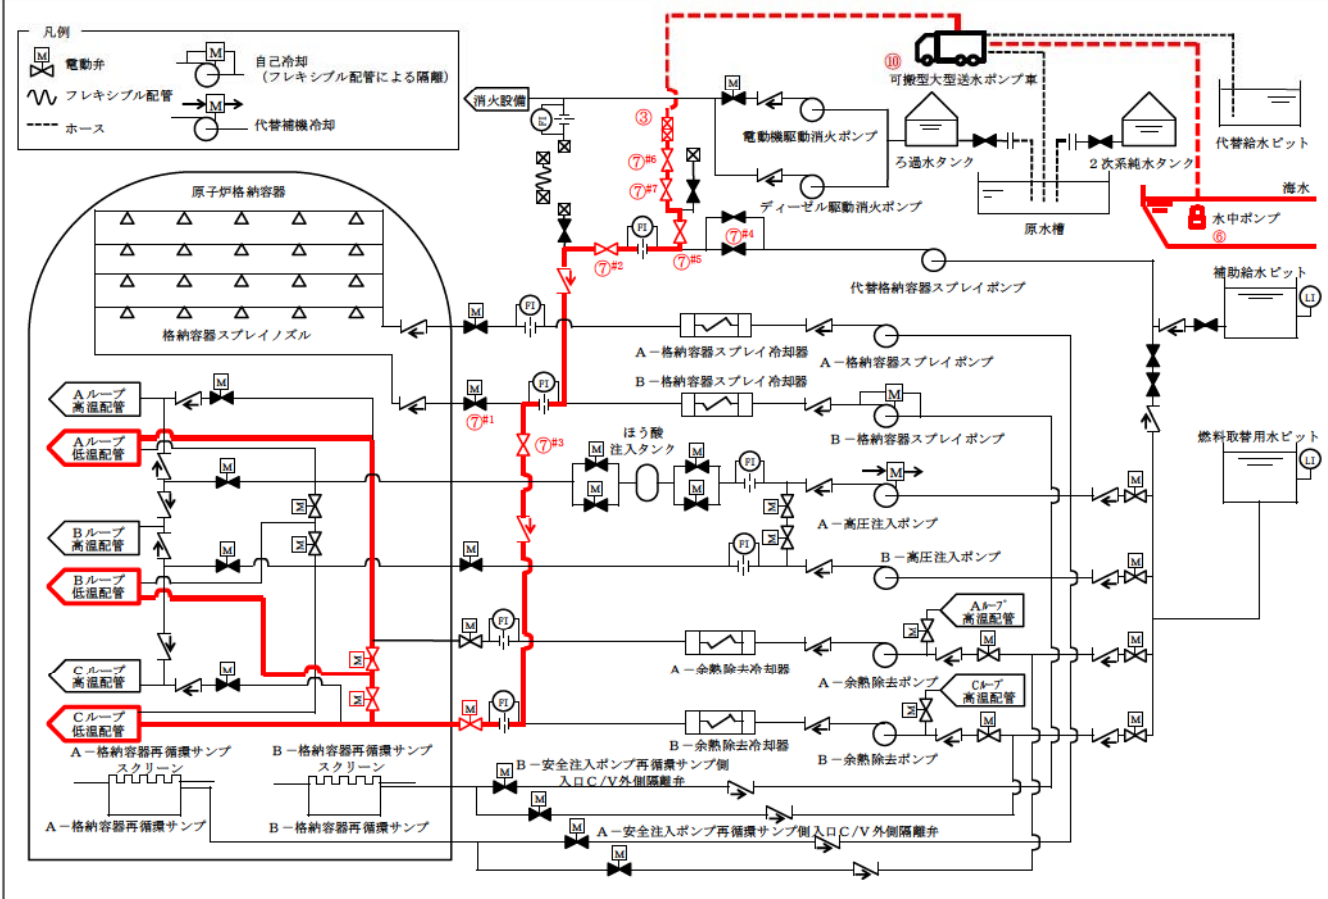 凡例
M
電動弁
フレキシブル配管
ホース
M
自己冷却
(フレキシブル配管による隔離)
M
代替補機冷却
⑩
可搬型大型送水ポンプ車
消火設備
FI
M
電動機駆動消火ポンプ
ろ過水タンク
2次系純水タンク
代替給水ピット
③
⑦#6
⑦#7
ディーゼル駆動消火ポンプ
原水槽
海水
水中ポンプ
⑥
原子炉格納容器
FI
⑦#4
⑦#2
⑦#5
代替格納容器スプレイポンプ
補助給水ピット
LI
格納容器スプレイノズル
M
FI
A-格納容器スプレイ冷却器
A-格納容器スプレイポンプ
B-格納容器スプレイ冷却器
Aループ
高温配管
M
M
FI
M
⑦#1
B-格納容器スプレイポンプ
Aループ
低温配管
⑦#3
ほう酸
注入タンク
燃料取替用水ピット
LI
M
M
M
M
M
FI
M
M
M
M
A-高圧注入ポンプ
Bループ
高温配管
M
M
FI
M
B-高圧注入ポンプ
M
M
Bループ
低温配管
M
FI
Aループ
高温配管
M
M
M
A-余熱除去冷却器
A-余熱除去ポンプ
M
Cループ
高温配管
M
M
Cループ
高温配管
M
FI
M
M
M
Cループ
低温配管
B-余熱除去冷却器
B-余熱除去ポンプ
A-格納容器再循環サンプ
スクリーン
B-格納容器再循環サンプ
スクリーン
M
B-安全注入ポンプ再循環サンプ側
入口C/V外側隔離弁
M
A-格納容器再循環サンプ
B-格納容器再循環サンプ
M
A-安全注入ポンプ再循環サンプ側入口C/V外側隔離弁
M